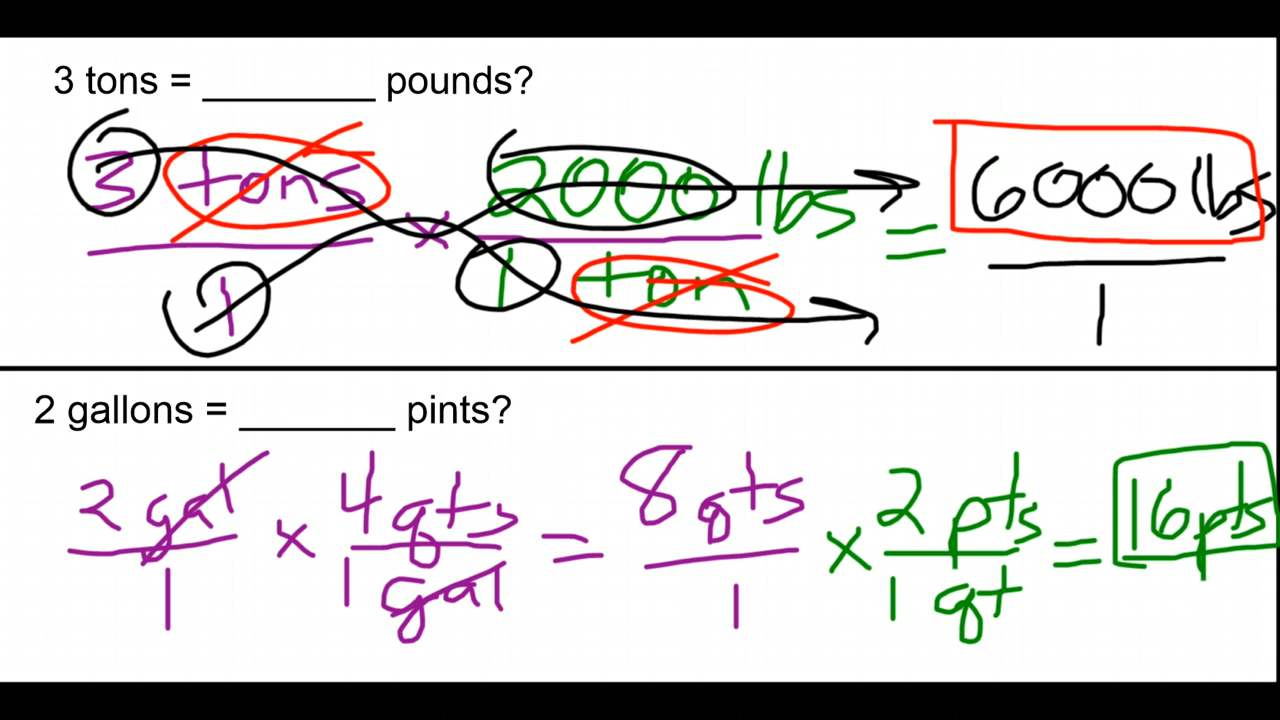 3 tons = ________ pounds?
3 tons × 2000 lbs = 6000 lbs
1 1 ton 1
2 gallons = _______ pints?
2 gal × 4 qts = 8 qts × 2 pts = 16 pts
1 1 gal 1 1 qt